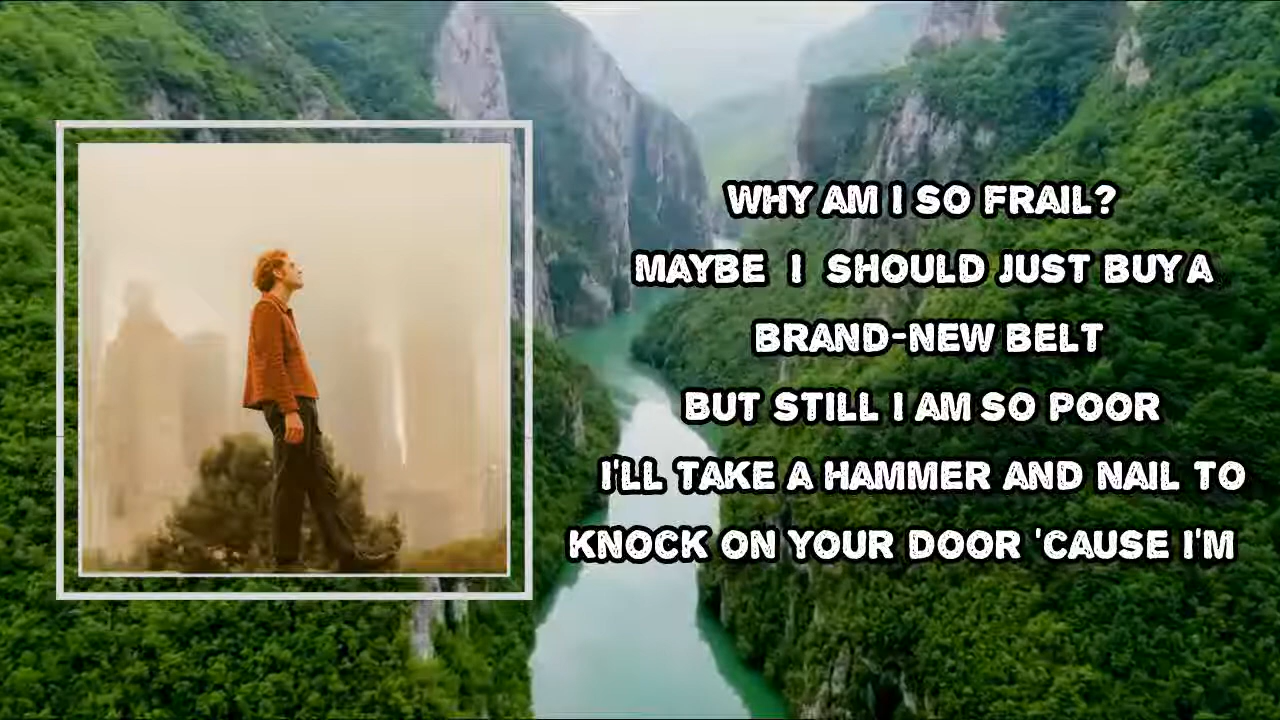 WHY AM I SO FRAIL?
MAYBE I SHOULD JUST BUY A
BRAND-NEW BELT
BUT STILL I AM SO POOR
I'LL TAKE A HAMMER AND NAIL TO
KNOCK ON YOUR DOOR 'CAUSE I'M